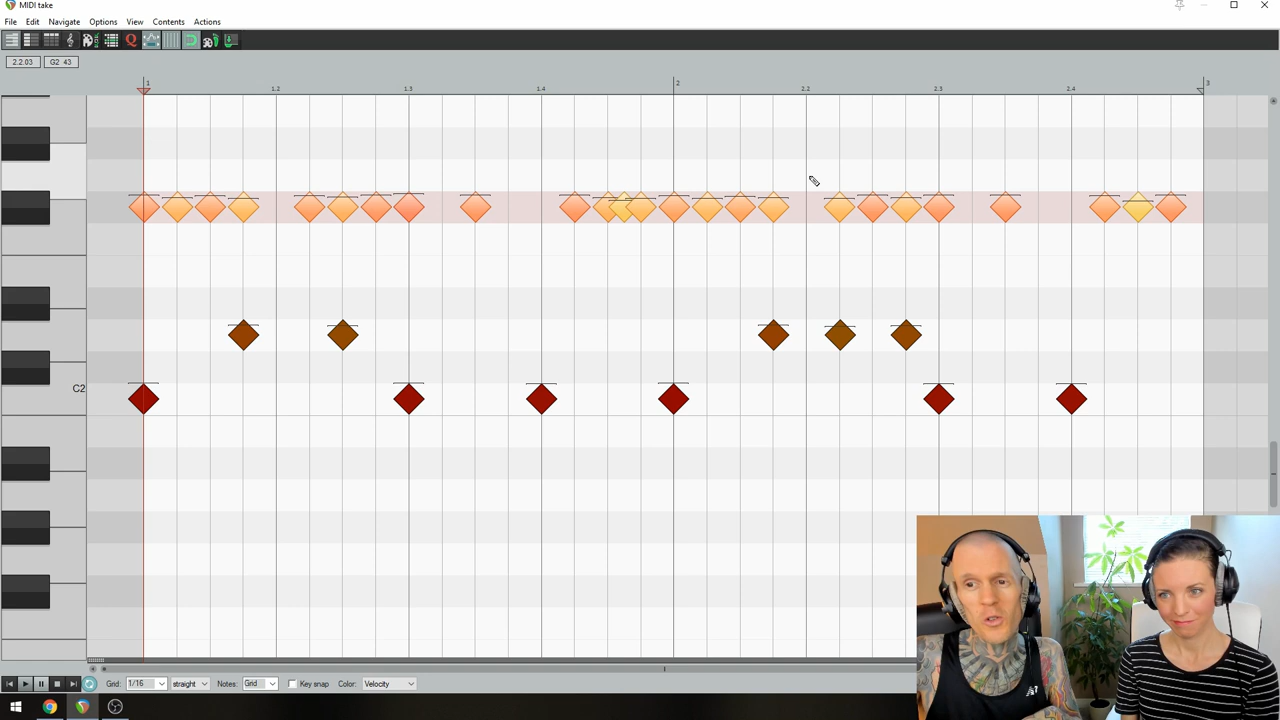 MIDI take
File Edit Navigate Options View Contents Actions
Q
2.2.03 G2 43
1 1.2 1.3 1.4 2 2.2 2.3 2.4 3
C2
Grid: 1/16 straight Notes: Grid Key snap Color: Velocity